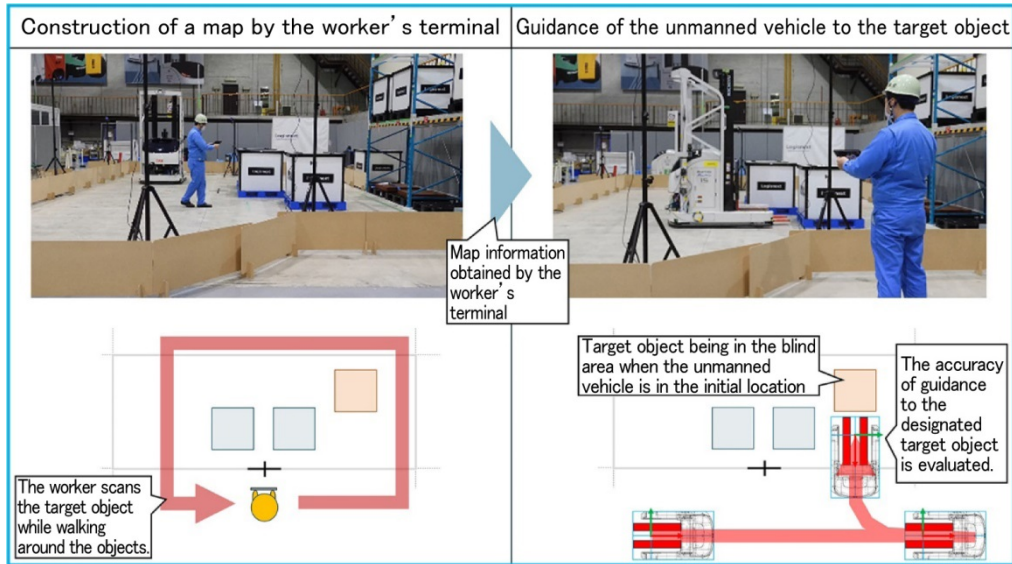 Construction of a map by the worker's terminal
Guidance of the unmanned vehicle to the target object
Map information
obtained by the
worker's
terminal
The worker scans
the target object
while walking
around the objects.
Target object being in the blind
area when the unmanned
vehicle is in the initial location
The accuracy
of guidance
to the
designated
target object
is evaluated.